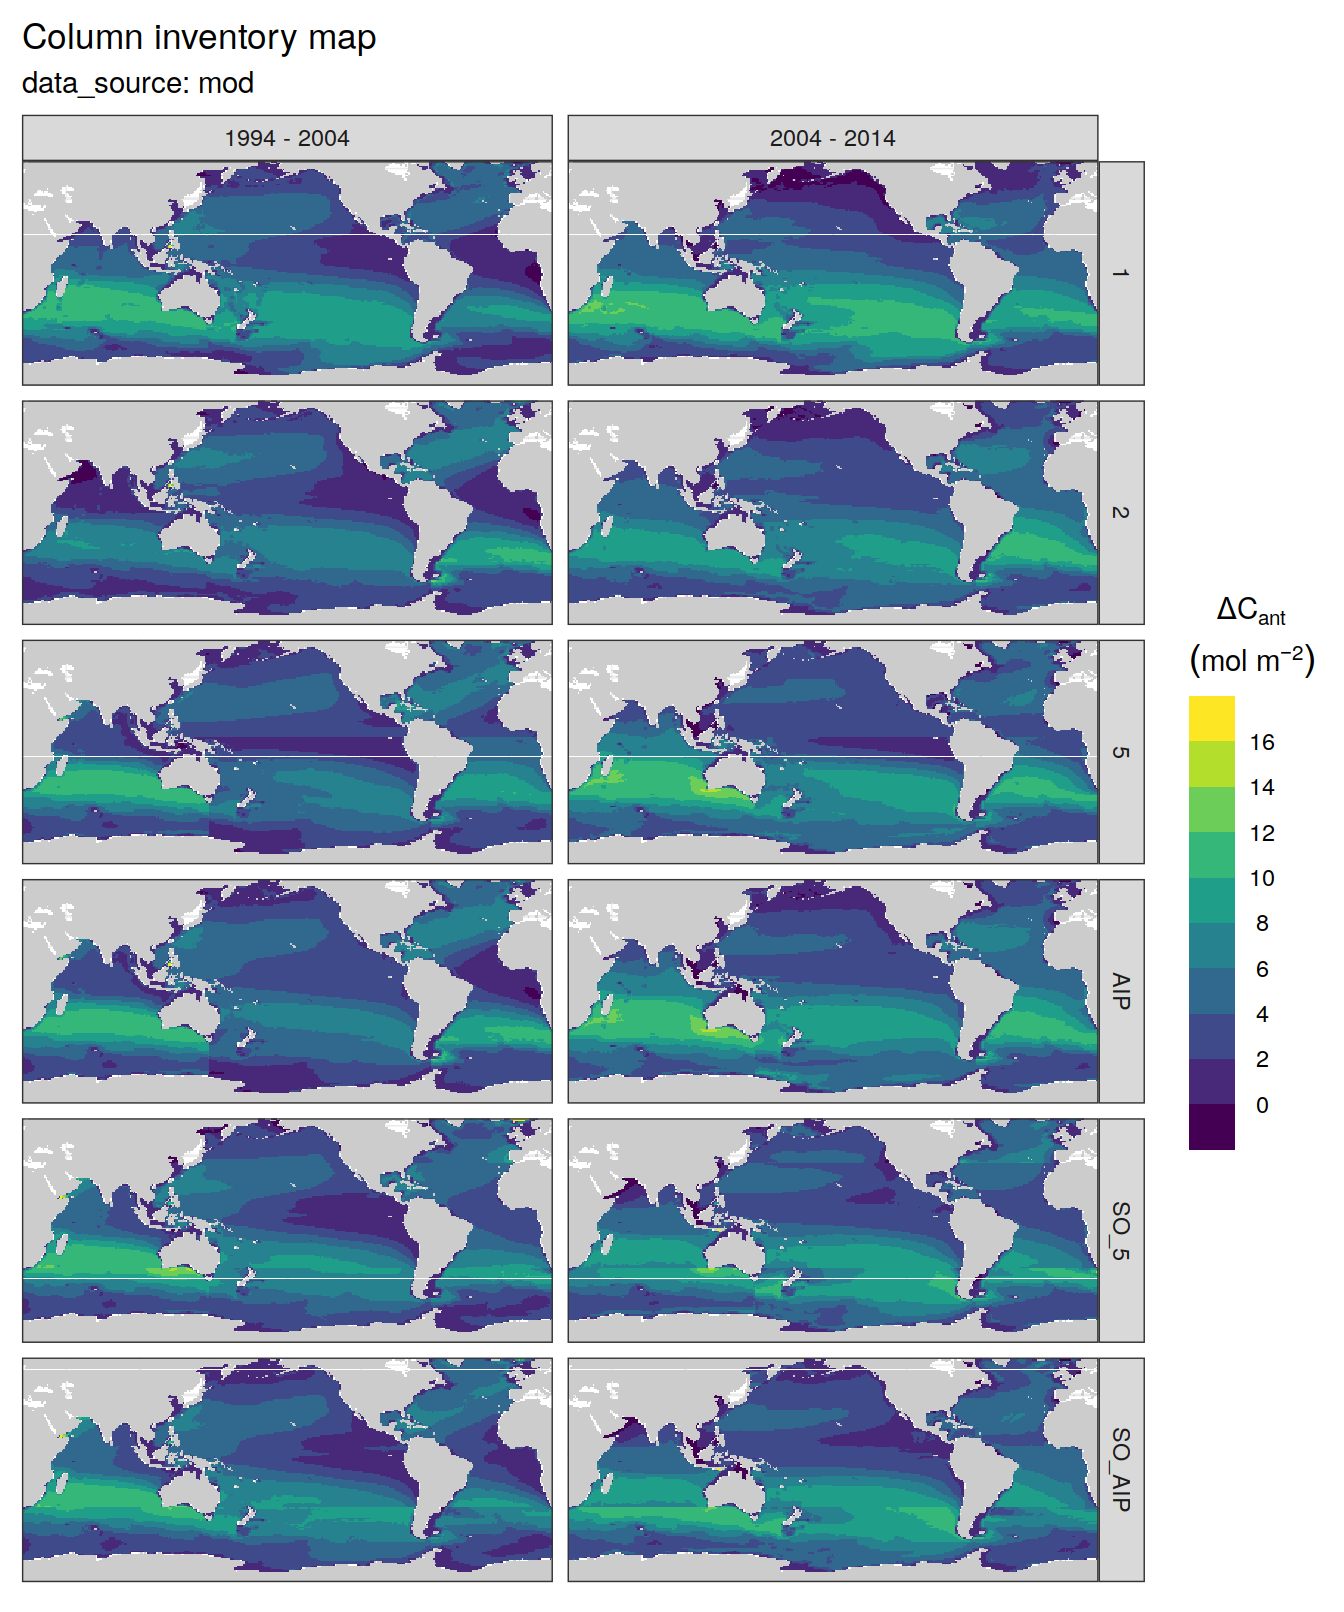 Column inventory map
data_source: mod
1994 - 2004
2004 - 2014
1
2
5
AIP
SO_5
SO_AIP
ΔCant
(mol m⁻²)
16
14
12
10
8
6
4
2
0